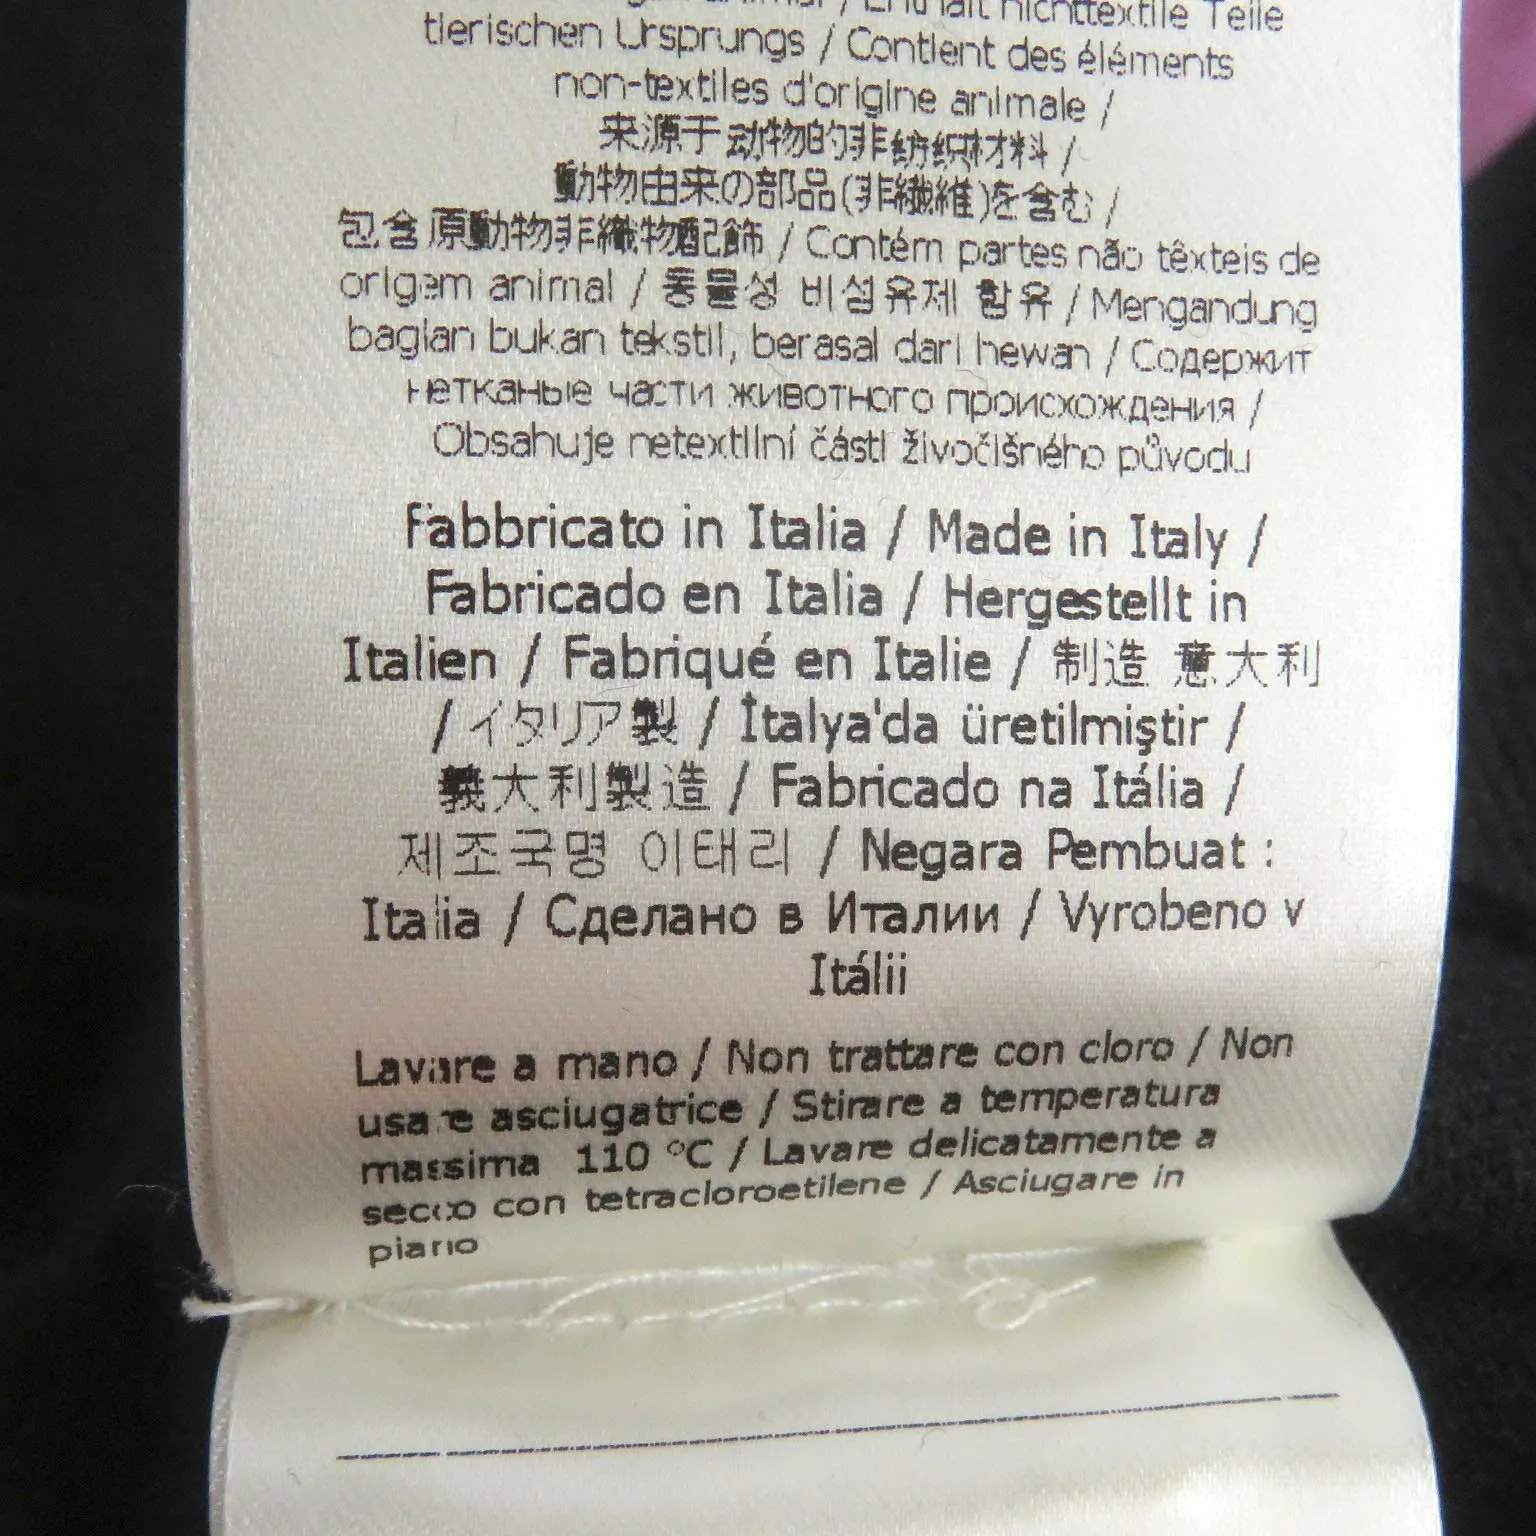 animal / Enthält nichttextile Teile
tierischen Ursprungs / Contient des éléments
non-textiles d'origine animale /
来源于动物的非纺织材料 /
動物由来の部品(非繊維)を含む /
包含原動物非織物配飾 / Contém partes não têxteis de
origem animal / 동물성 비섬유제 함유 / Mengandung
bagian bukan tekstil, berasal dari hewan / Содержит
нетканые части животного происхождения /
Obsahuje netextilní části živočišného původu
Fabbricato in Italia / Made in Italy /
Fabricado en Italia / Hergestellt in
Italien / Fabriqué en Italie / 制造 意大利
/ イタリア製 / İtalya'da üretilmiştir /
義大利製造 / Fabricado na Itália /
제조국명 이태리 / Negara Pembuat :
Italia / Сделано в Италии / Vyrobeno v
Itálii
Lavare a mano / Non trattare con cloro / Non
usare asciugatrice / Stirare a temperatura
massima 110 °C / Lavare delicatamente a
secco con tetracloroetilene / Asciugare in
piano